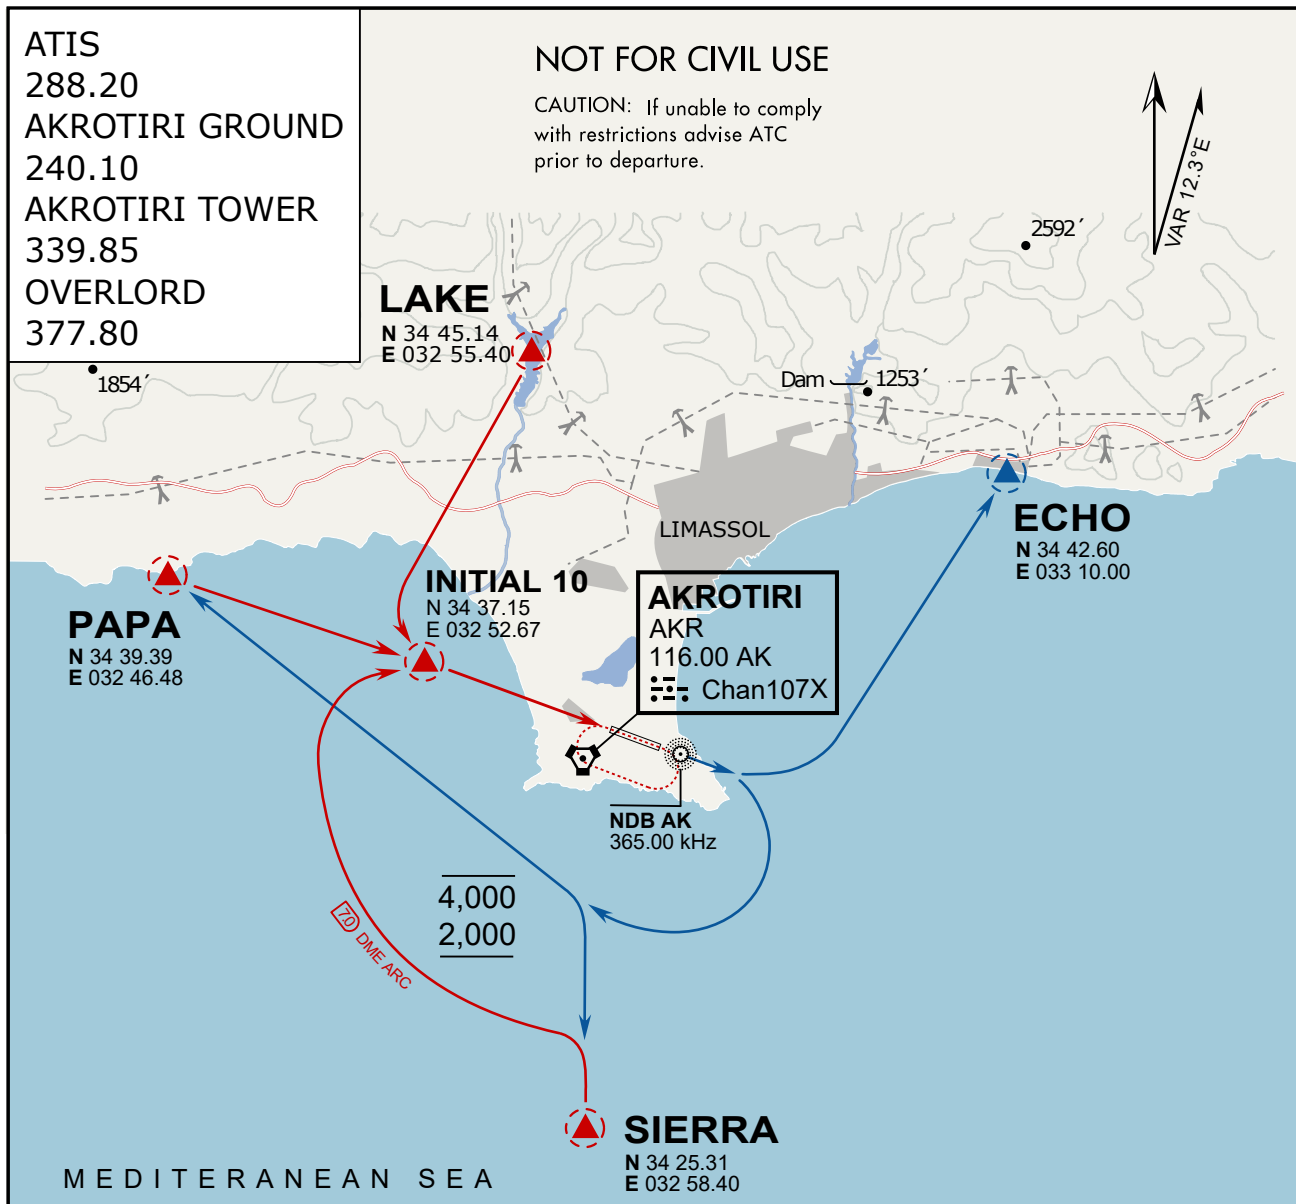 ATIS
288.20
AKROTIRI GROUND
240.10
AKROTIRI TOWER
339.85
OVERLORD
377.80
NOT FOR CIVIL USE
CAUTION: If unable to comply
with restrictions advise ATC
prior to departure.
VAR 12.3°E
2592´
LAKE
N 34 45.14
E 032 55.40
1854´
Dam
1253´
ECHO
N 34 42.60
E 033 10.00
LIMASSOL
PAPA
N 34 39.39
E 032 46.48
INITIAL 10
N 34 37.15
E 032 52.67
AKROTIRI
AKR
116.00 AK
Chan107X
NDB AK
365.00 kHz
4,000
2,000
7.0 DME ARC
SIERRA
N 34 25.31
E 032 58.40
MEDITERANEAN SEA